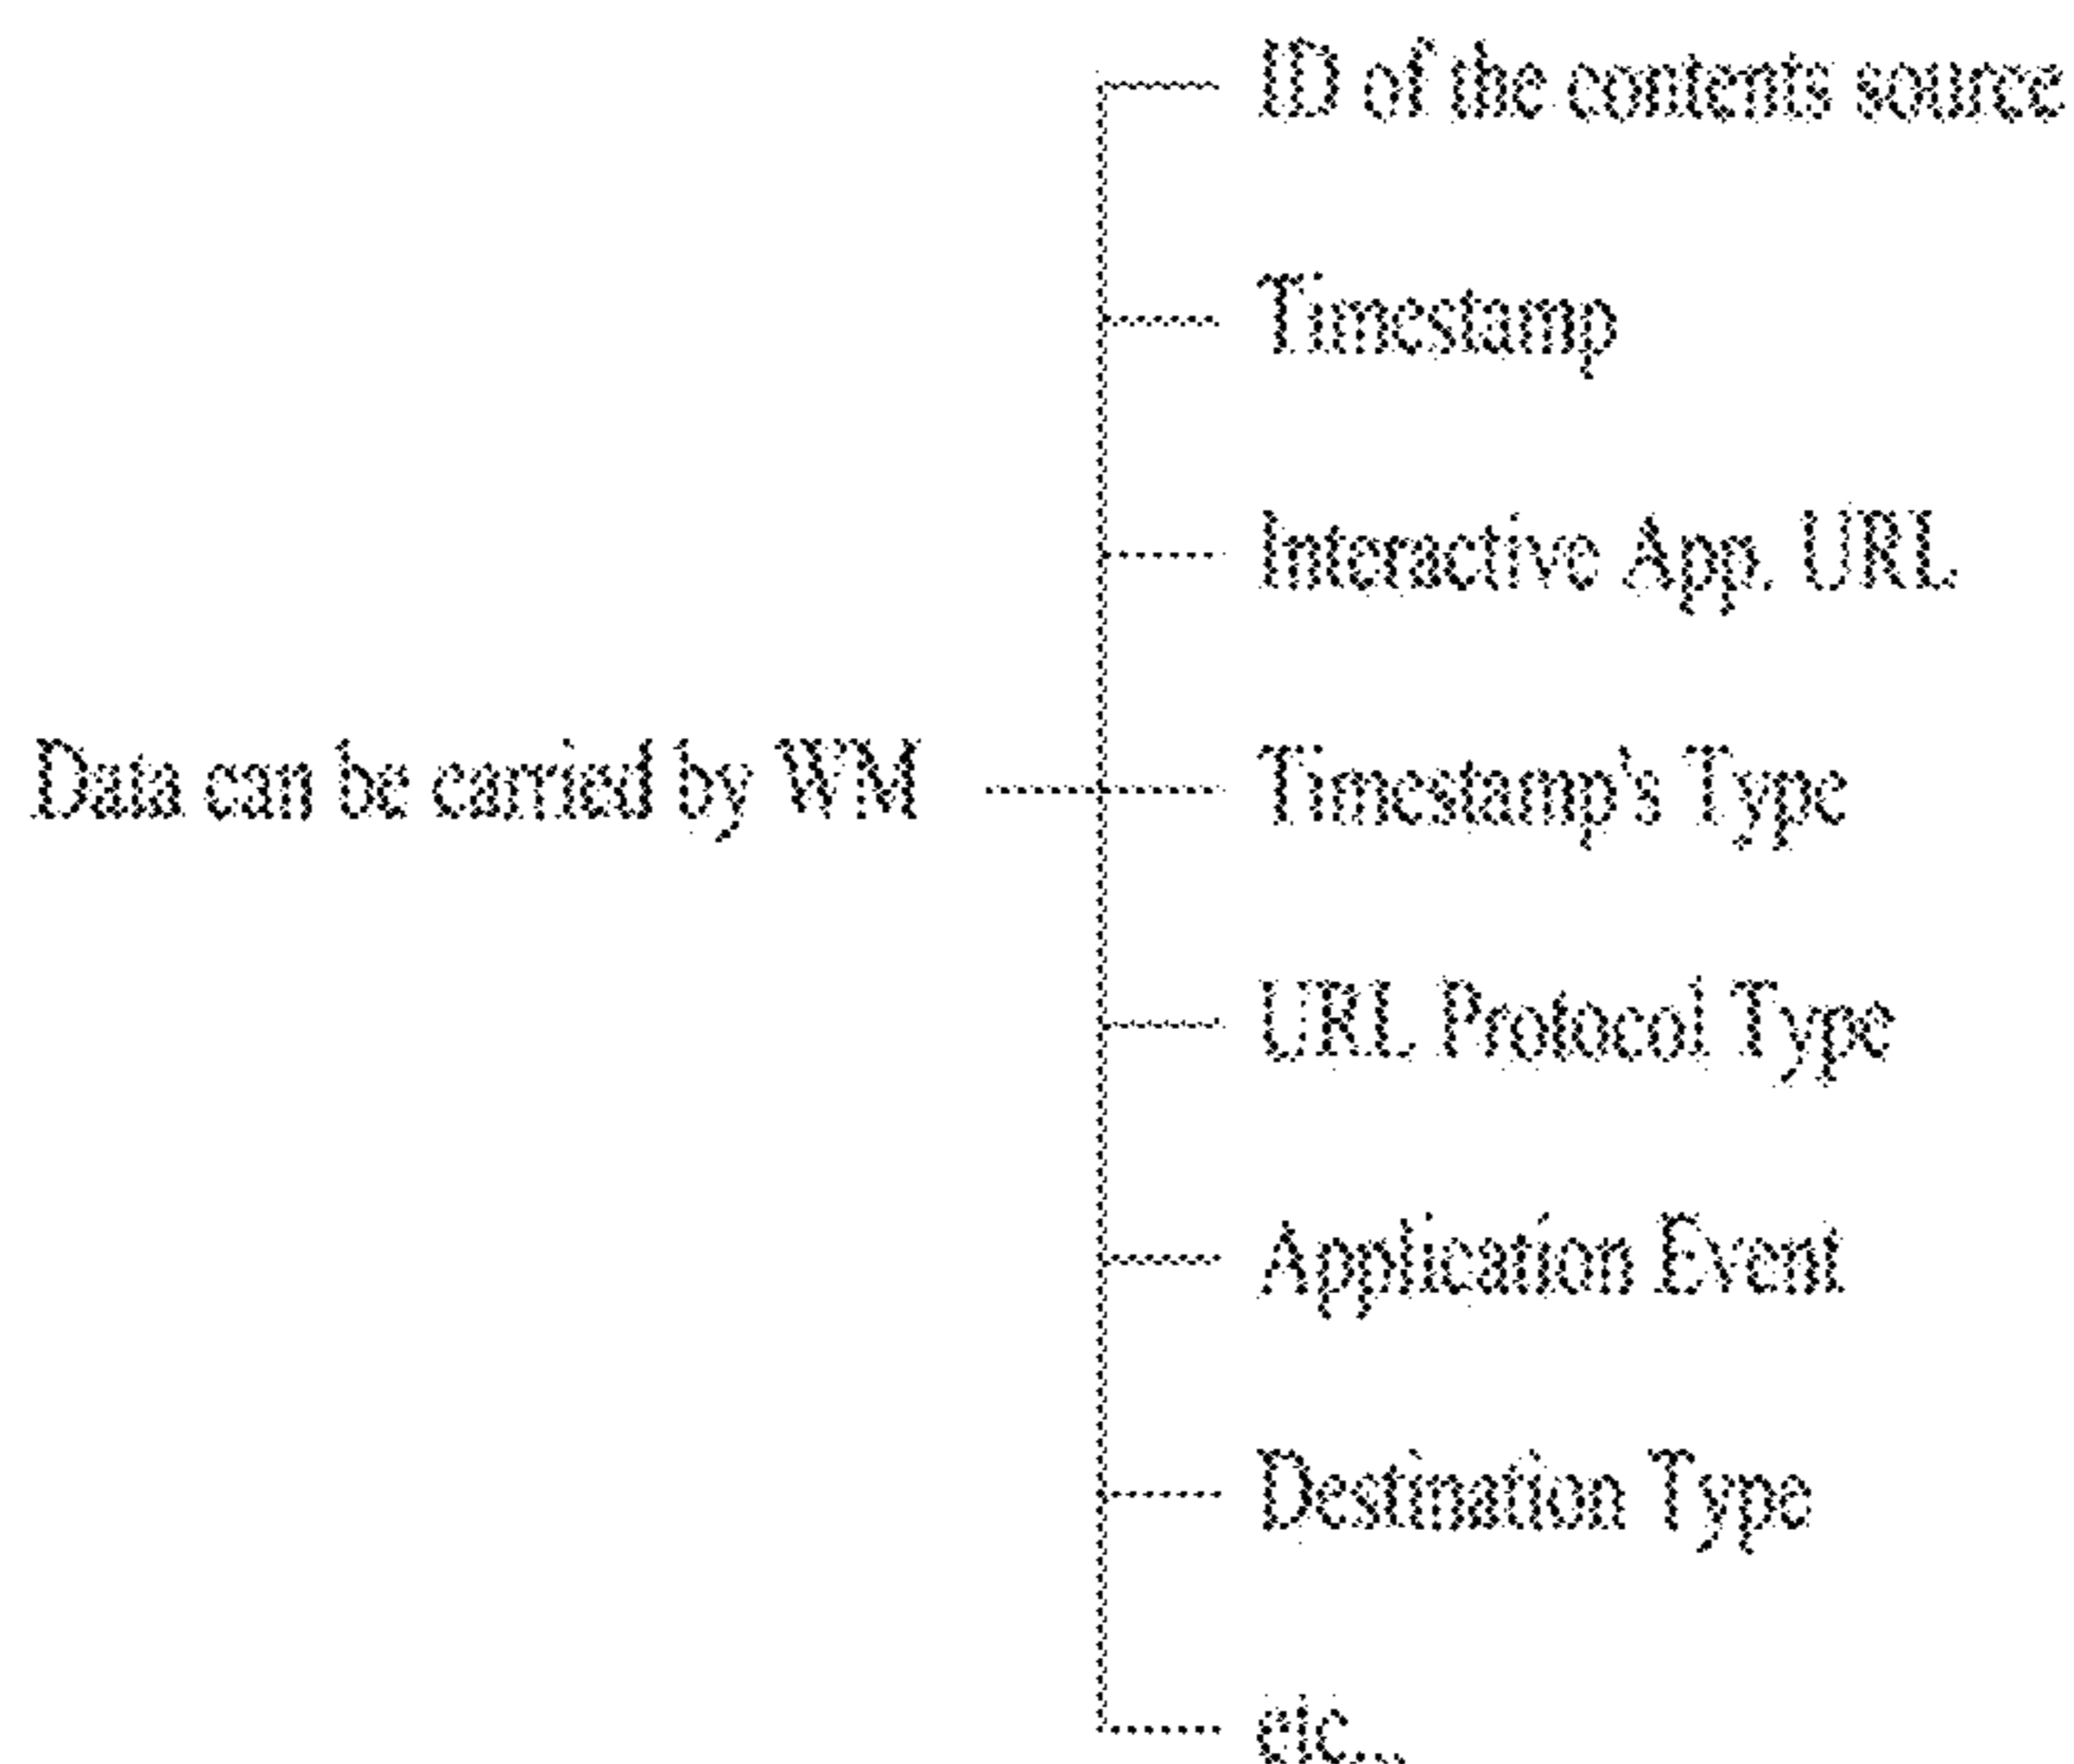 ID of the contents source
Timestamp
Interactive App. URL
Data can be carried by WM
Timestamp's Type
URL Protocol Type
Application Event
Destination Type
etc...